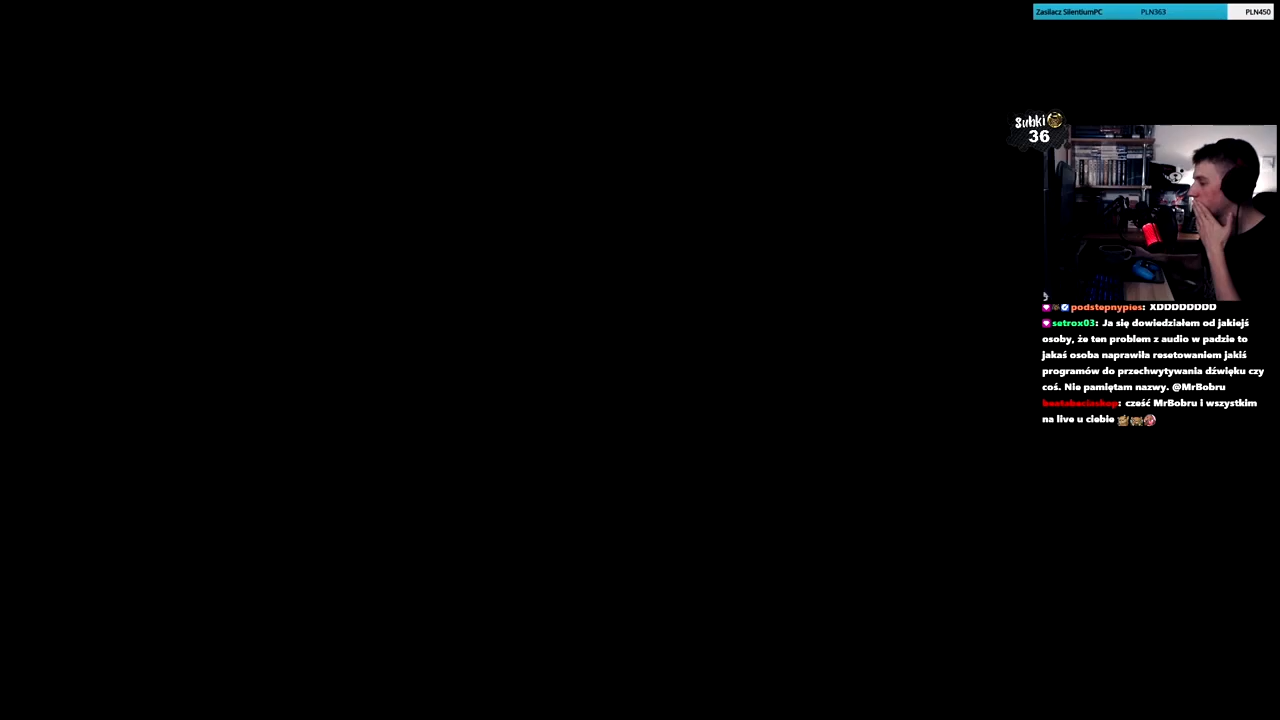 Zasilacz SilentiumPC PLN363 PLN450
Subki
36
podstepnypies: XDDDDDDDD
setrox03: Ja się dowiedziałem od jakiejś
osoby, że ten problem z audio w padzie to
jakaś osoba naprawiła resetowaniem jakiś
programów do przechwytywania dźwięku czy
coś. Nie pamiętam nazwy. @MrBobru
: cześć MrBobru i wszystkim
na live u ciebie